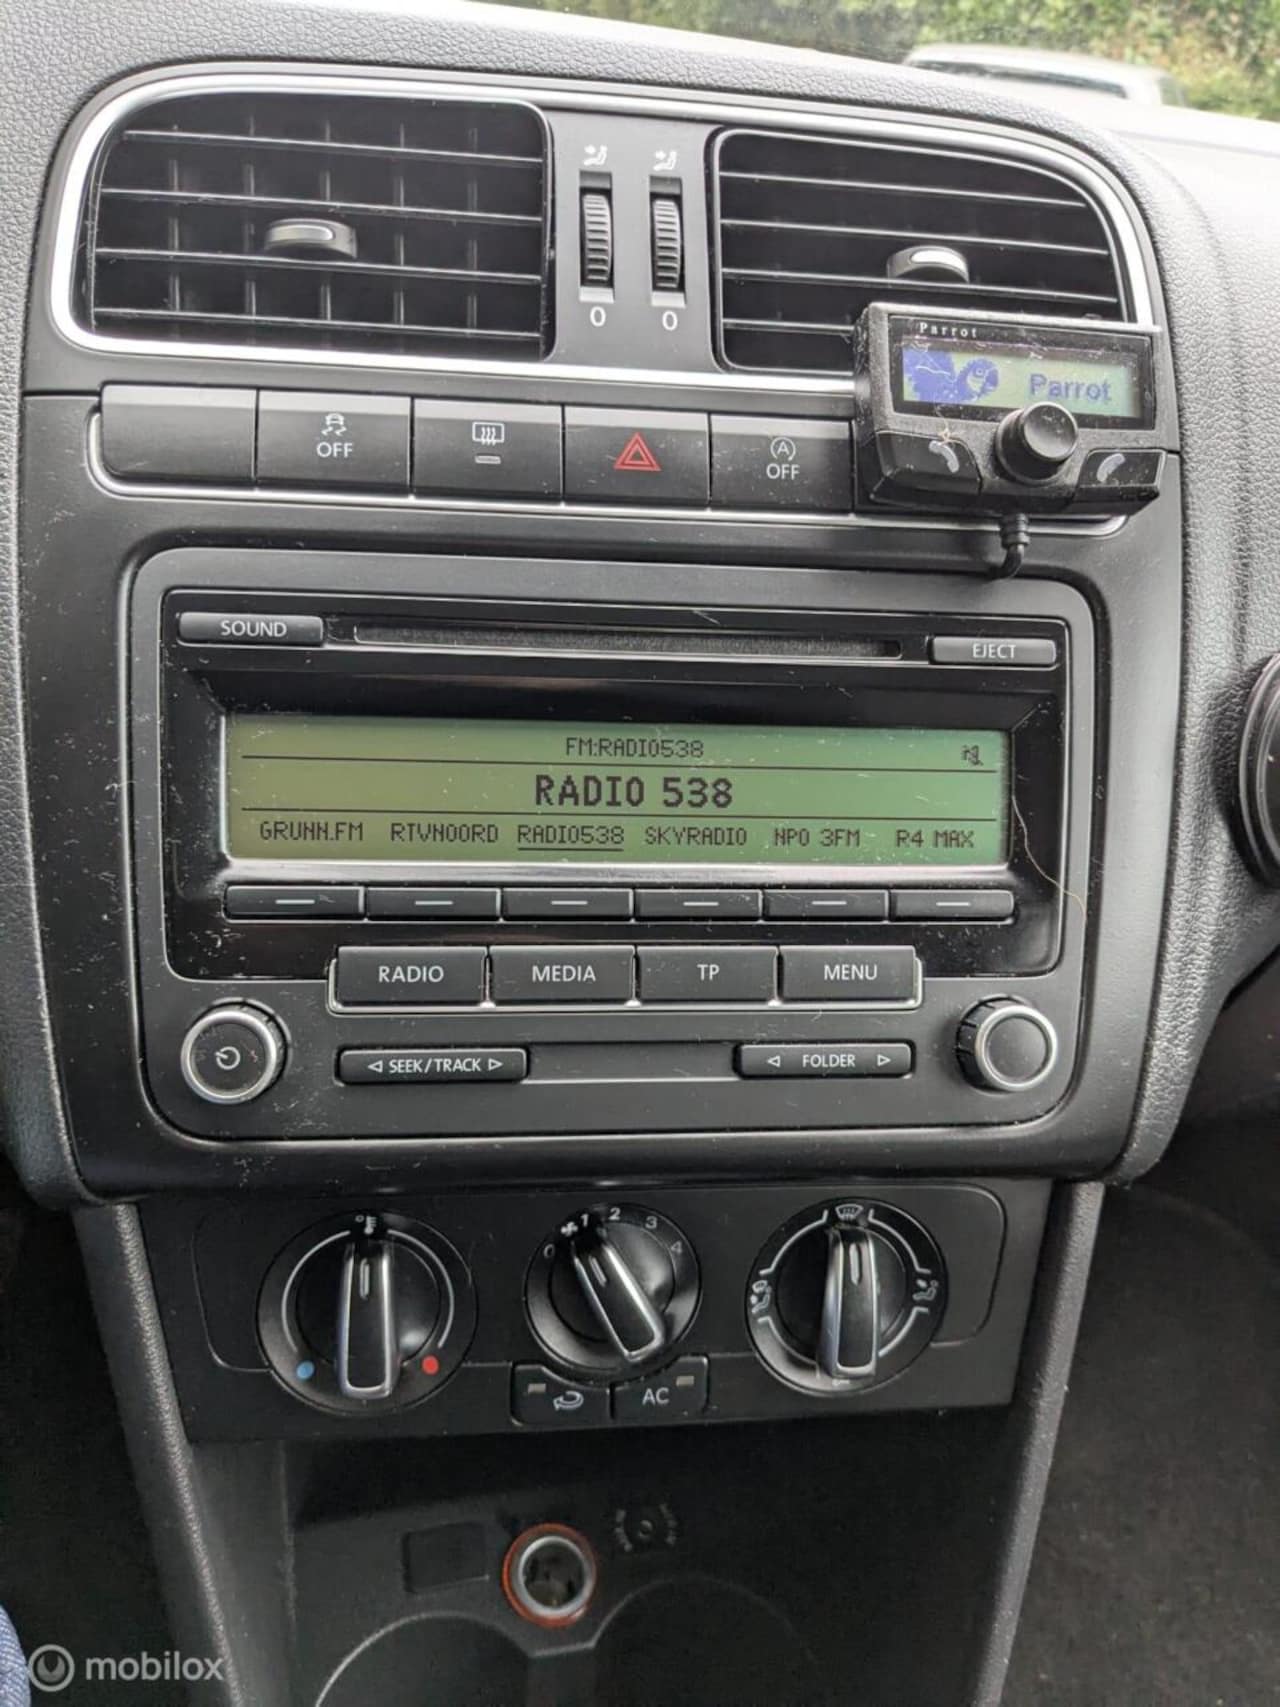 0
0
Parrot
Parrot
OFF
A
OFF
SOUND
EJECT
FM:RADIO538
RADIO 538
GRUNN.FM RTVNOORD RADIO538 SKYRADIO NPO 3FM R4 MAX
RADIO
MEDIA
TP
MENU
SEEK/TRACK
FOLDER
0 1 2 3 4
AC
mobilox